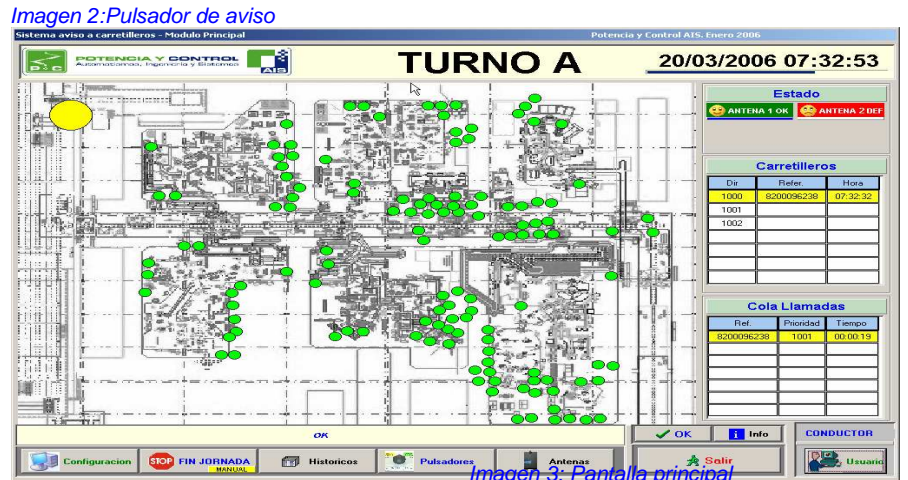 Imagen 2:Pulsador de aviso
Sistema aviso a carretilleros - Modulo Principal
Potencia y Control AIS. Enero 2006
P&C
POTENCIA Y CONTROL
Automatismos, Ingeniería y Sistemas
AIS
TURNO A
20/03/2006 07:32:53
Estado
ANTENA 1 OK
ANTENA 2 DEF
Carretilleros
Dir Refer. Hora
1000 8200096238 07:32:32
1001
1002
Cola Llamadas
Ref. Prioridad Tiempo
8200096238 1001 00:00:19
OK
OK
Info
CONDUCTOR
Configuracion
STOP FIN JORNADA
MANUAL
Historicos
Pulsadores
Antenas
Salir
Usuario
Imagen 3: Pantalla principal